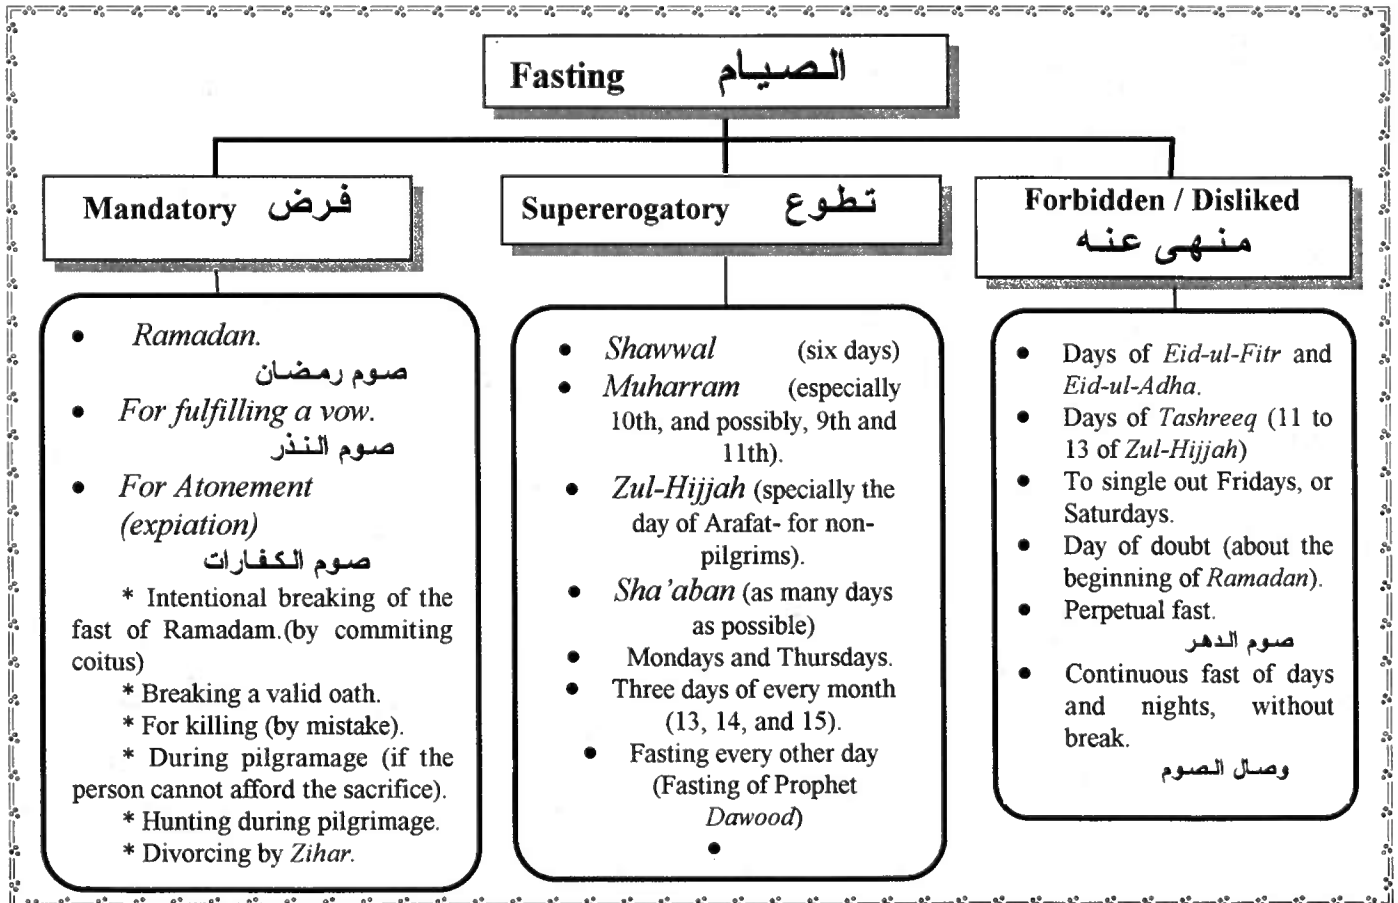 Fasting الصيام
Mandatory فرض
Supererogatory تطوع
Forbidden / Disliked
منهى عنه
• Ramadan.
صوم رمضان
• For fulfilling a vow.
صوم النذر
• For Atonement
(expiation)
صوم الكفارات
* Intentional breaking of the
fast of Ramadam.(by commiting
coitus)
* Breaking a valid oath.
* For killing (by mistake).
* During pilgramage (if the
person cannot afford the sacrifice).
* Hunting during pilgrimage.
* Divorcing by Zihar.
• Shawwal (six days)
• Muharram (especially
10th, and possibly, 9th and
11th).
• Zul-Hijjah (specially the
day of Arafat- for non-
pilgrims).
• Sha'aban (as many days
as possible)
• Mondays and Thursdays.
• Three days of every month
(13, 14, and 15).
• Fasting every other day
(Fasting of Prophet
Dawood)
•
• Days of Eid-ul-Fitr and
Eid-ul-Adha.
• Days of Tashreeq (11 to
13 of Zul-Hijjah)
• To single out Fridays, or
Saturdays.
• Day of doubt (about the
beginning of Ramadan).
• Perpetual fast.
صوم الدهر
• Continuous fast of days
and nights, without
break.
وصال الصوم